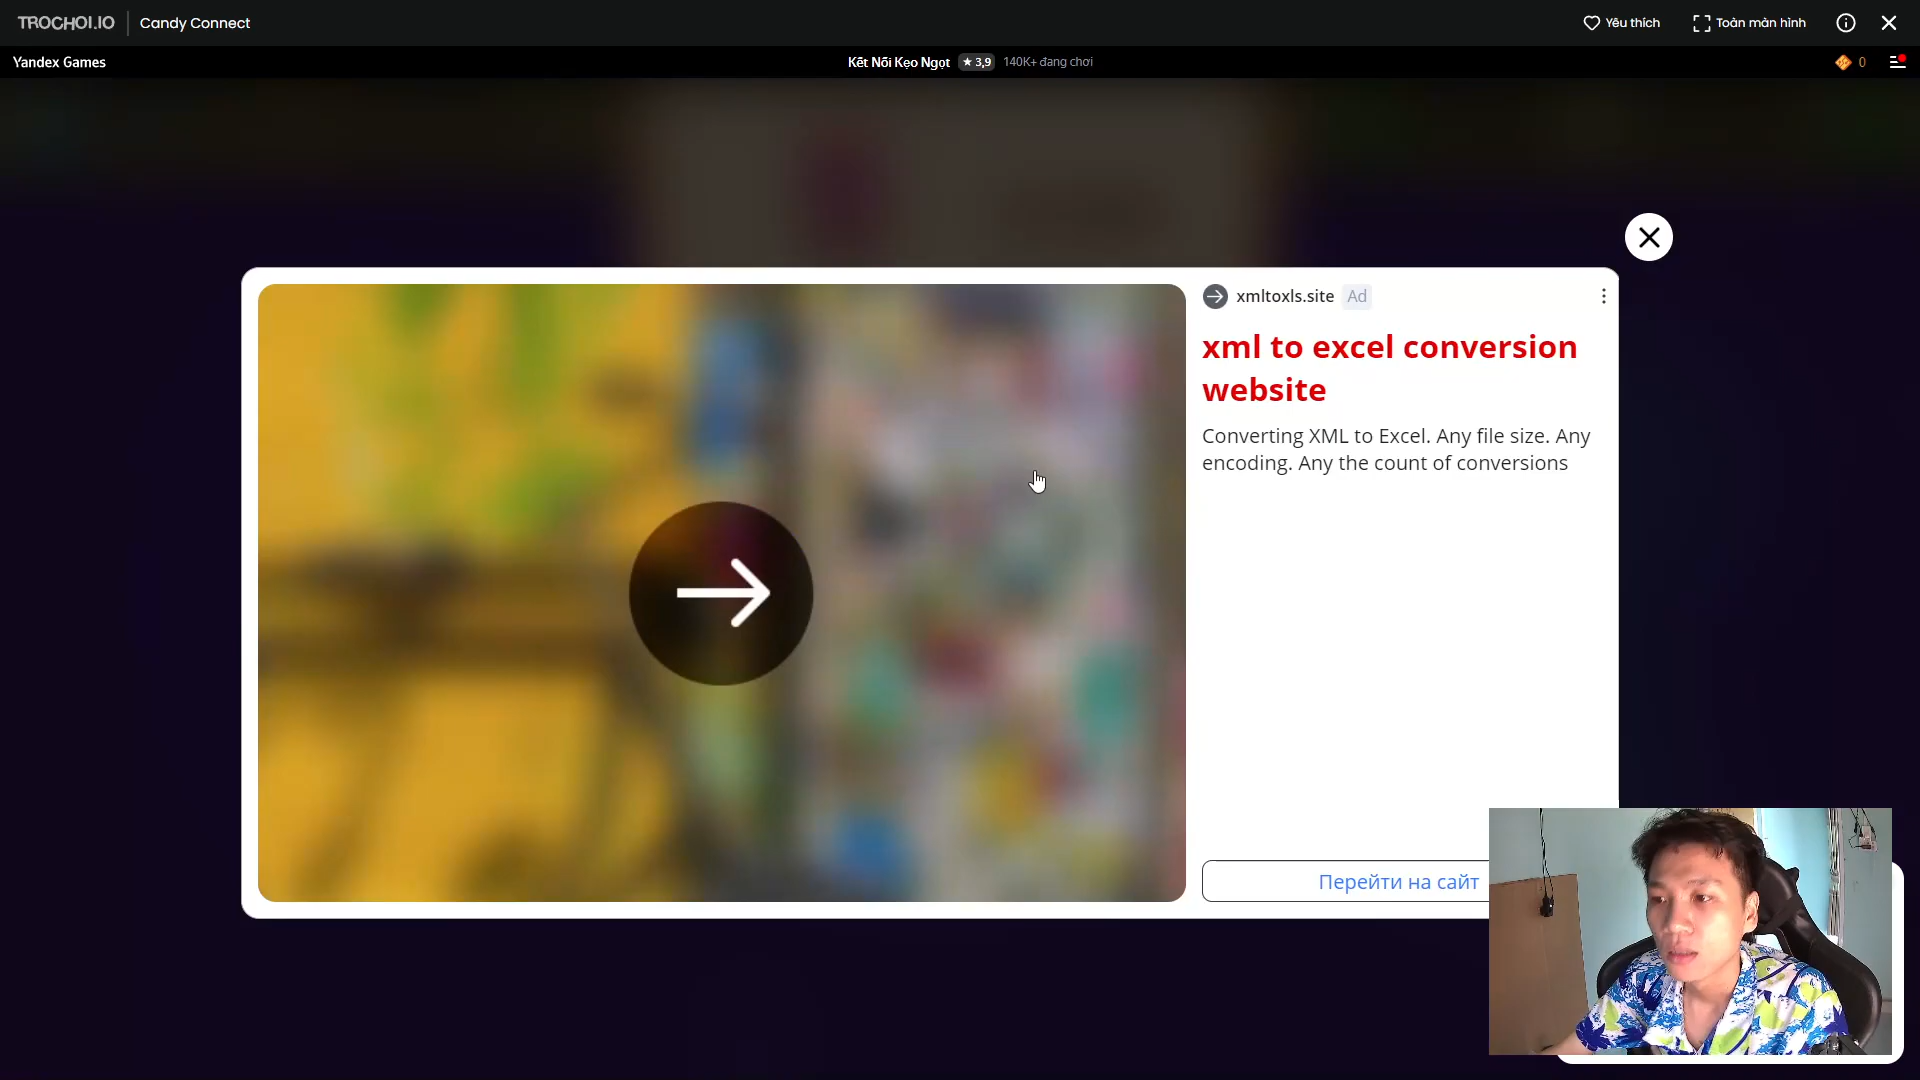 TROCHOI.IO
Candy Connect
Yêu thích
Toàn màn hình
Yandex Games
Kết Nối Kẹo Ngọt
3,9
140K+ đang chơi
0
xmltoxls.site
Ad
xml to excel conversion
website
Converting XML to Excel. Any file size. Any
encoding. Any the count of conversions
Перейти на сайт